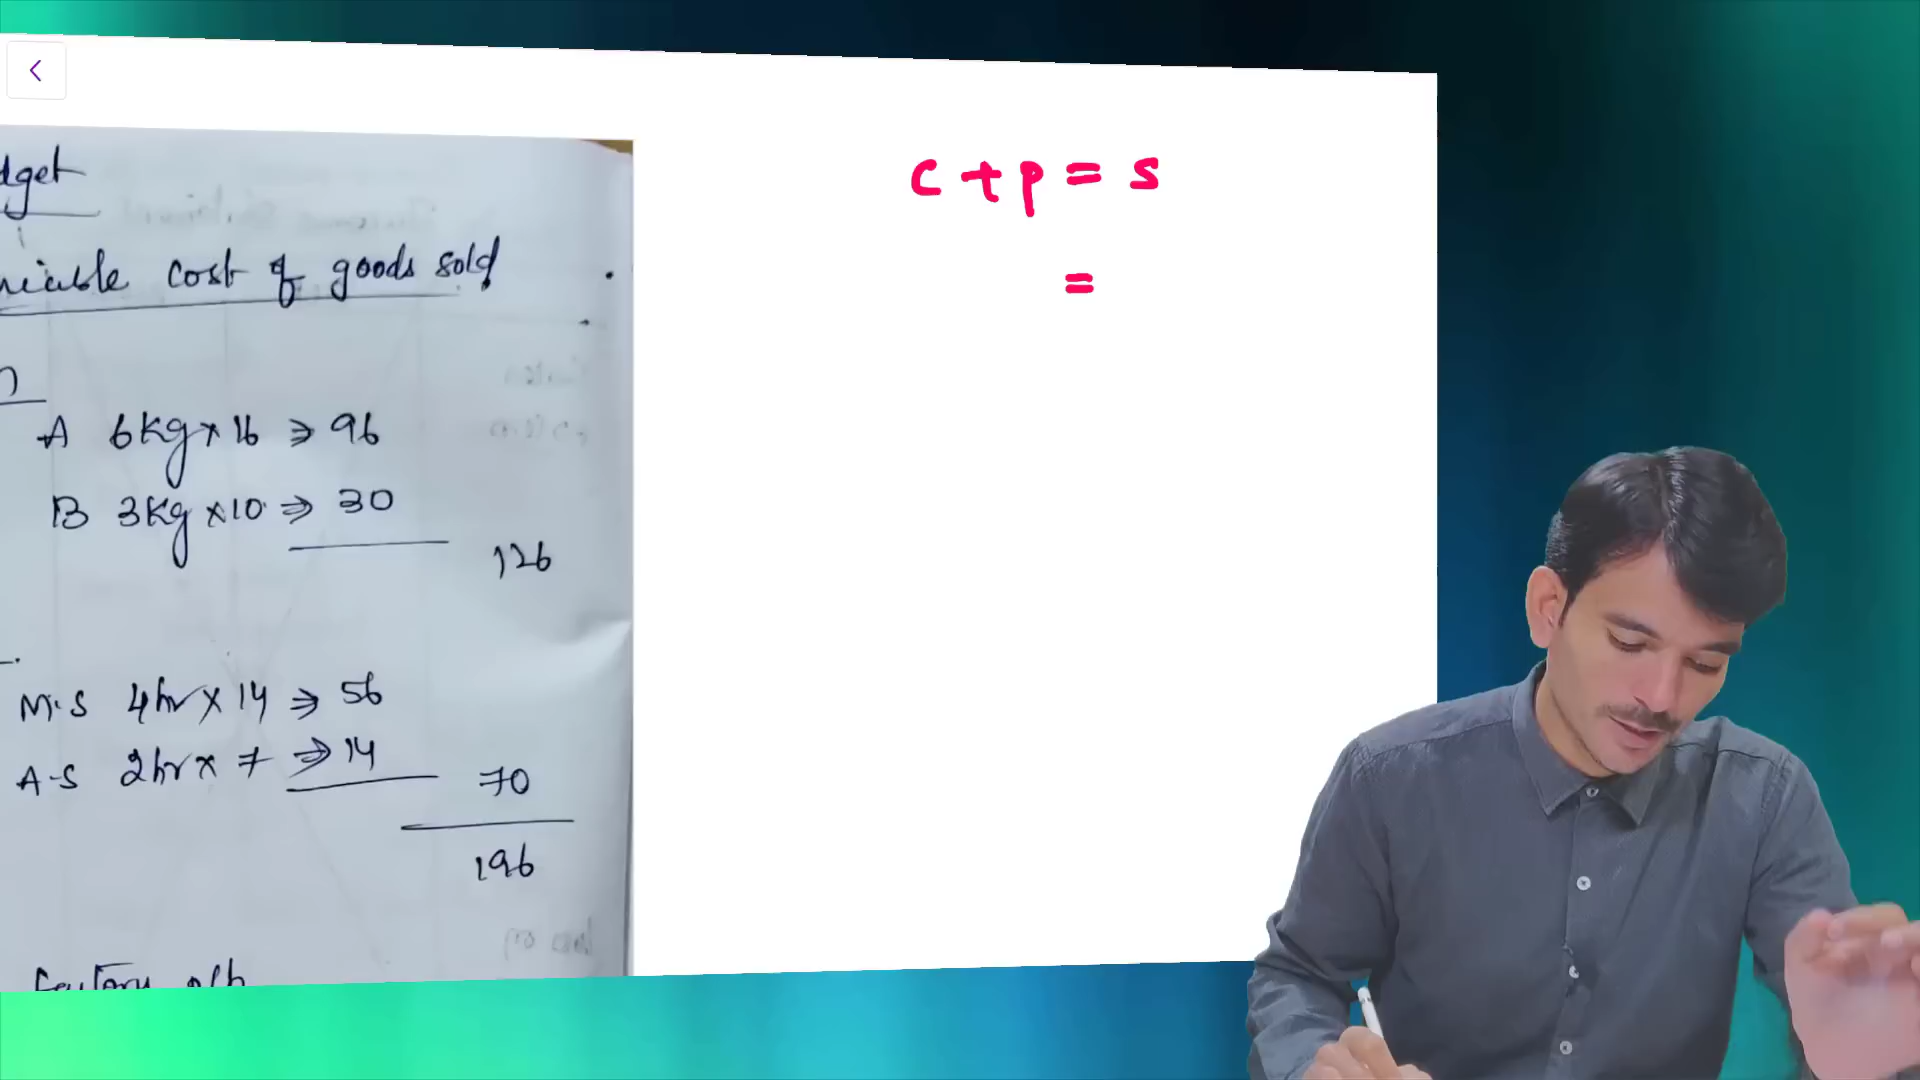 dget
riable cost of goods sold
A 6kg x 16 ⇒ 96
B 3kg x 10 ⇒ 30
126
M.S 4hr x 14 ⇒ 56
A-S 2hr x 7 ⇒ 14
70
196
c + p = s
=